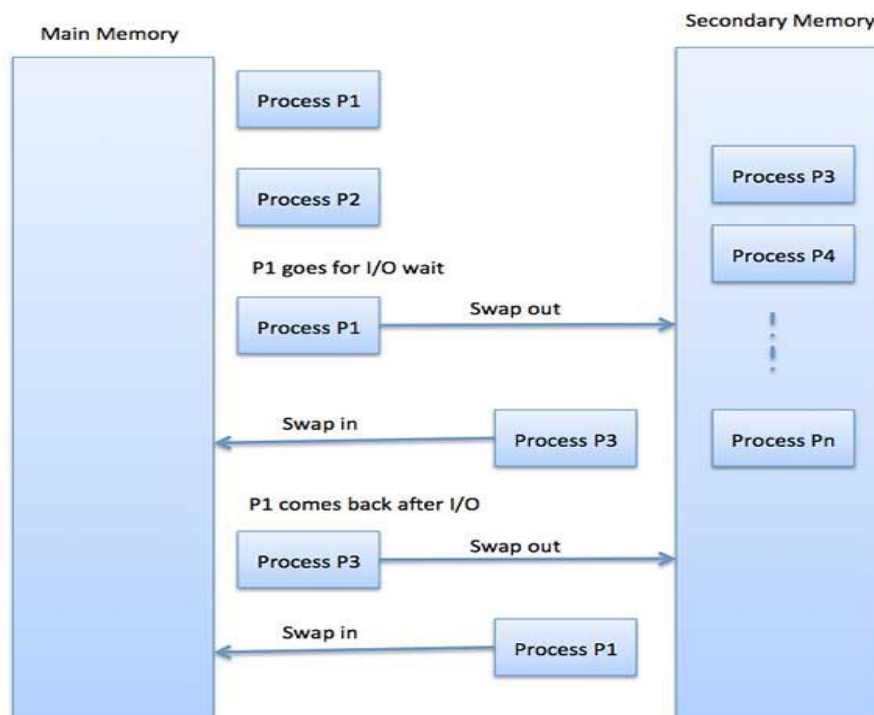 Main Memory
Secondary Memory
Process P1
Process P3
Process P2
Process P4
P1 goes for I/O wait
Process P1
Swap out
Swap in
Process P3
Process Pn
P1 comes back after I/O
Process P3
Swap out
Swap in
Process P1